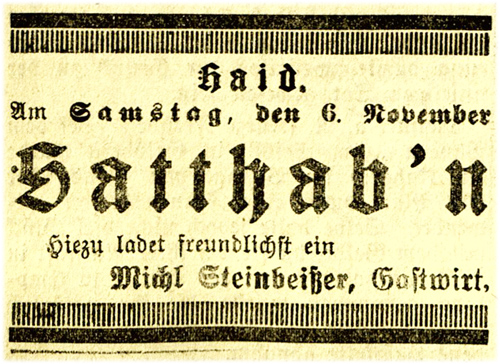 Haid.
Am Samstag, den 6. November
Satthab'n
Hiezu ladet freundlichst ein
Michl Steinbeißer, Gastwirt,